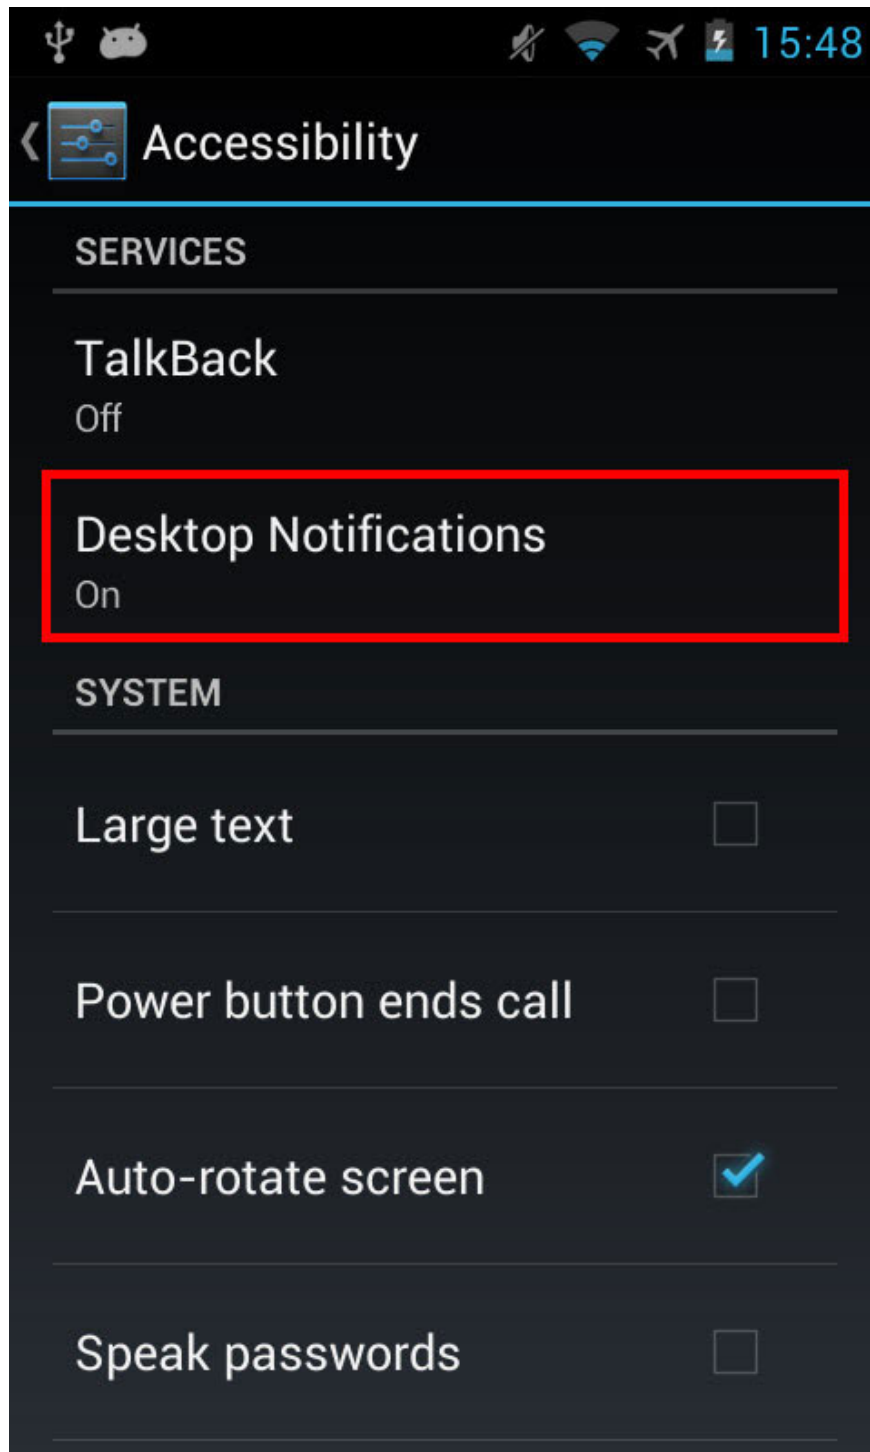 15:48
Accessibility
SERVICES
TalkBack
Off
Desktop Notifications
On
SYSTEM
Large text
Power button ends call
Auto-rotate screen
Speak passwords